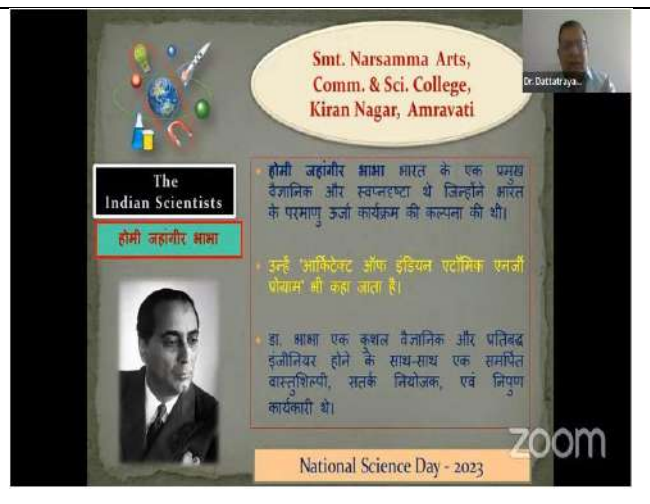 Smt. Narsamma Arts,
Comm. & Sci. College,
Kiran Nagar, Amravati
Dr. Dattatraya...
The
Indian Scientists
होमी जहांगीर भाभा
होमी जहांगीर भाभा भारत के एक प्रमुख
वैज्ञानिक और स्वप्नदृष्टा थे जिन्होंने भारत
के परमाणु उर्जा कार्यक्रम की कल्पना की थी।
उन्हें 'आर्किटेक्ट ऑफ इंडियन एटॉमिक एनर्जी
प्रोग्राम' भी कहा जाता है।
डा. भाभा एक कुशल वैज्ञानिक और प्रतिबद्ध
इंजीनियर होने के साथ-साथ एक समर्पित
वास्तुशिल्पी, सतर्क नियोजक, एवं निपुण
कार्यकारी थे।
National Science Day - 2023
zoom